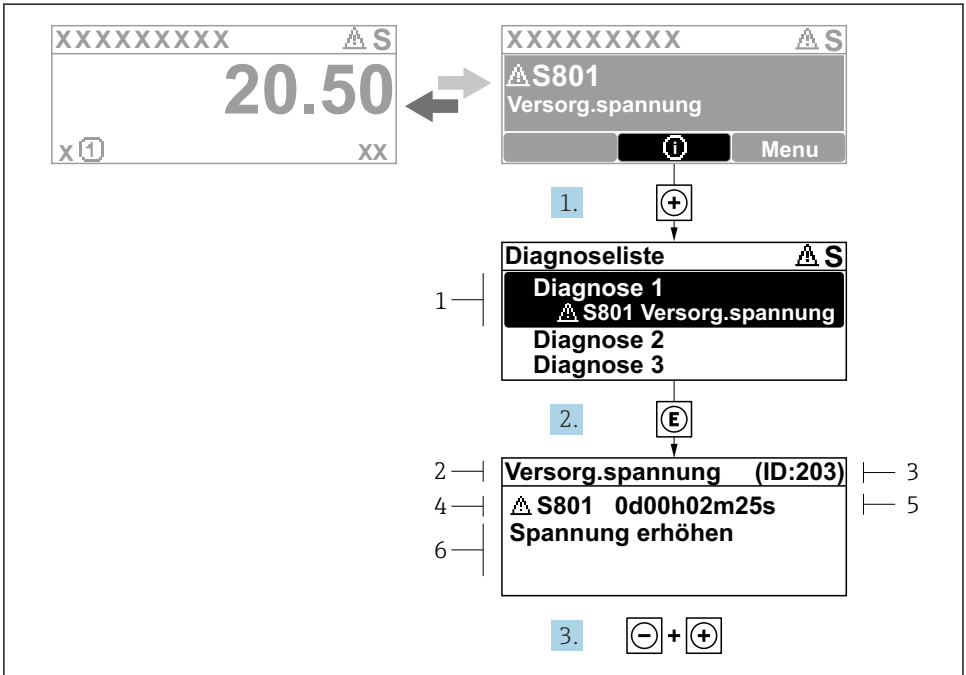 XXXXXXXXX ⚠ S
20.50
x 1 XX
XXXXXXXXX ⚠ S
⚠ S801
Versorg.spannung
i Menu
1. +
Diagnoseliste ⚠ S
1
Diagnose 1
⚠ S801 Versorg.spannung
Diagnose 2
Diagnose 3
2. E
2 Versorg.spannung (ID:203) 3
4 ⚠ S801 0d00h02m25s 5
6 Spannung erhöhen
3. - + +